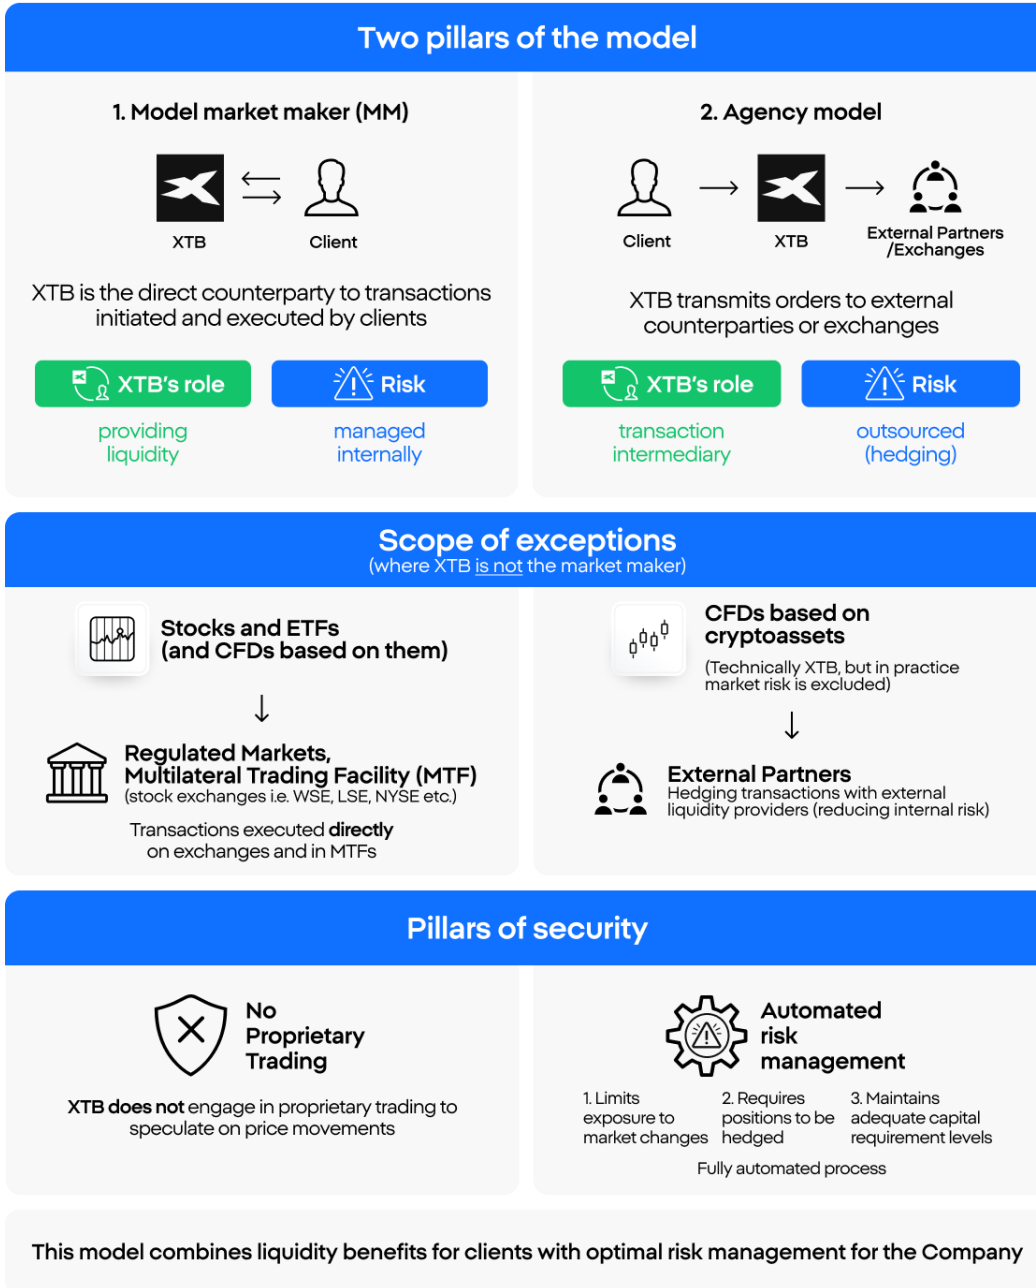 Two pillars of the model
1. Model market maker (MM)
XTB
Client
XTB is the direct counterparty to transactions
initiated and executed by clients
XTB's role
Risk
providing
liquidity
managed
internally
2. Agency model
Client
XTB
External Partners
/Exchanges
XTB transmits orders to external
counterparties or exchanges
XTB's role
Risk
transaction
intermediary
outsourced
(hedging)
Scope of exceptions
(where XTB is not the market maker)
Stocks and ETFs
(and CFDs based on them)
Regulated Markets,
Multilateral Trading Facility (MTF)
(stock exchanges i.e. WSE, LSE, NYSE etc.)
Transactions executed directly
on exchanges and in MTFs
CFDs based on
cryptoassets
(Technically XTB, but in practice
market risk is excluded)
External Partners
Hedging transactions with external
liquidity providers (reducing internal risk)
Pillars of security
No
Proprietary
Trading
XTB does not engage in proprietary trading to
speculate on price movements
Automated
risk
management
1. Limits
exposure to
market changes
2. Requires
positions to be
hedged
3. Maintains
adequate capital
requirement levels
Fully automated process
This model combines liquidity benefits for clients with optimal risk management for the Company